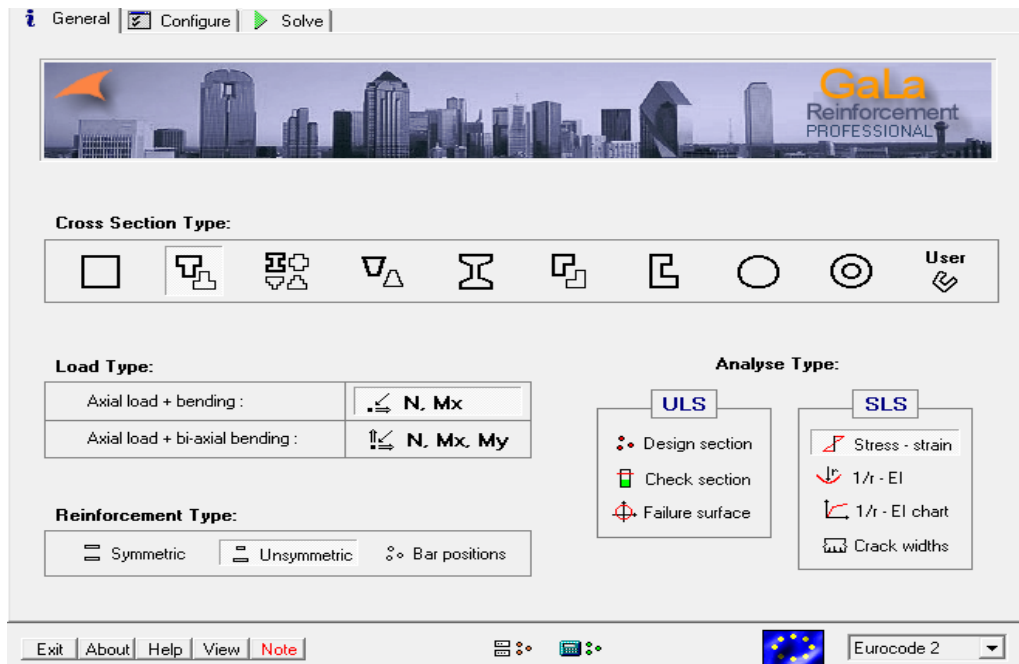 i General Configure Solve
GaLa
Reinforcement
PROFESSIONAL
Cross Section Type:
User
Load Type:
Axial load + bending : N, Mx
Axial load + bi-axial bending : N, Mx, My
Reinforcement Type:
Symmetric Unsymmetric Bar positions
Analyse Type:
ULS
Design section
Check section
Failure surface
SLS
Stress - strain
1/r - EI
1/r - EI chart
Crack widths
Exit About Help View Note Eurocode 2